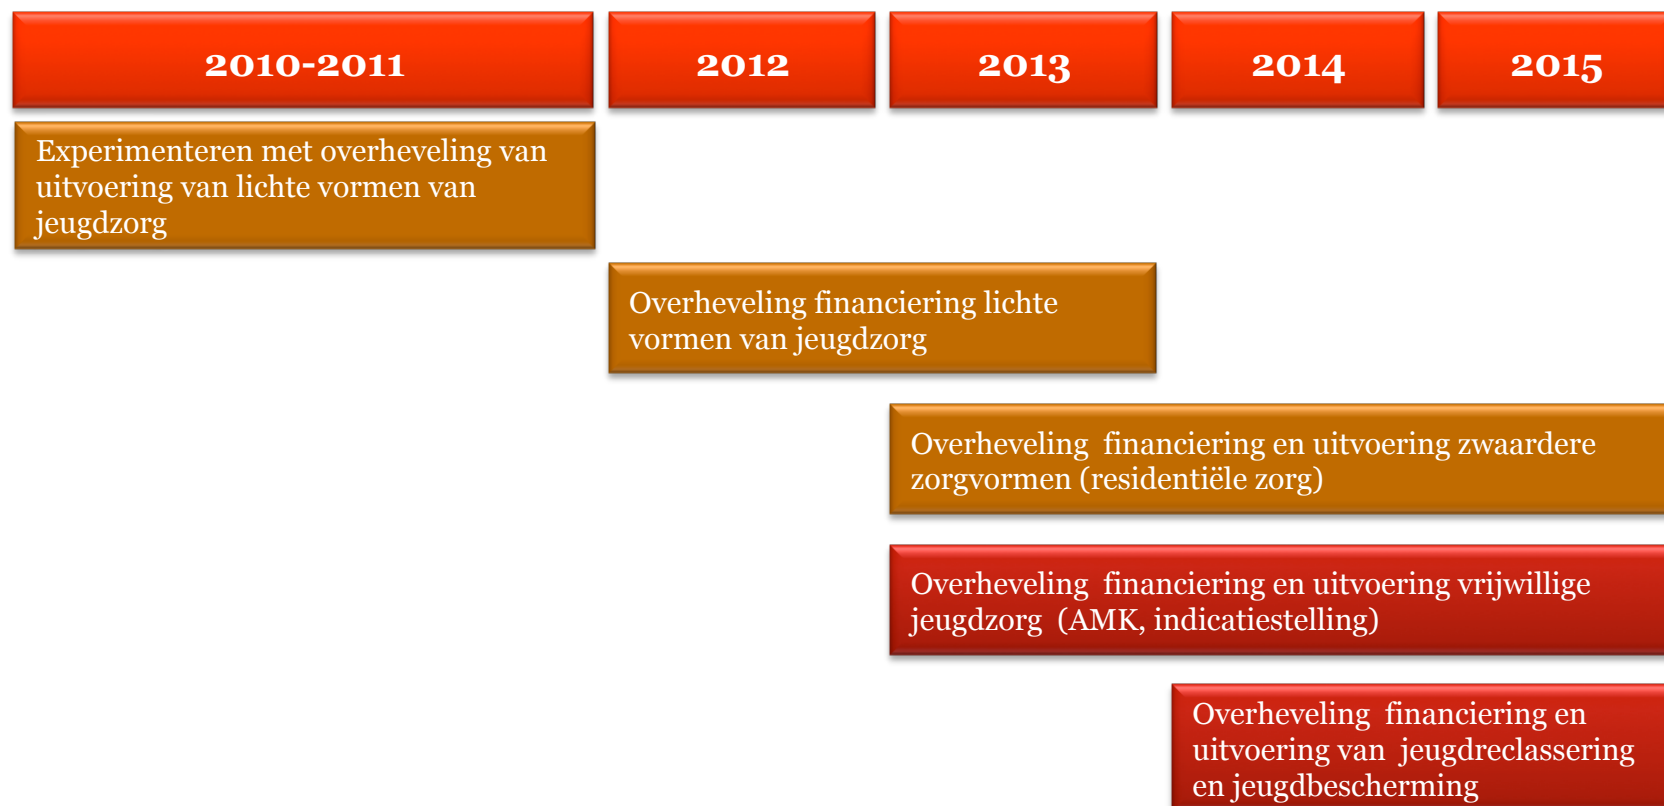 2010-2011
2012
2013
2014
2015
Experimenteren met overheveling van
uitvoering van lichte vormen van
jeugdzorg
Overheveling financiering lichte
vormen van jeugdzorg
Overheveling  financiering en uitvoering zwaardere
zorgvormen (residentiële zorg)
Overheveling  financiering en uitvoering vrijwillige
jeugdzorg  (AMK, indicatiestelling)
Overheveling  financiering en
uitvoering van  jeugdreclassering
en jeugdbescherming